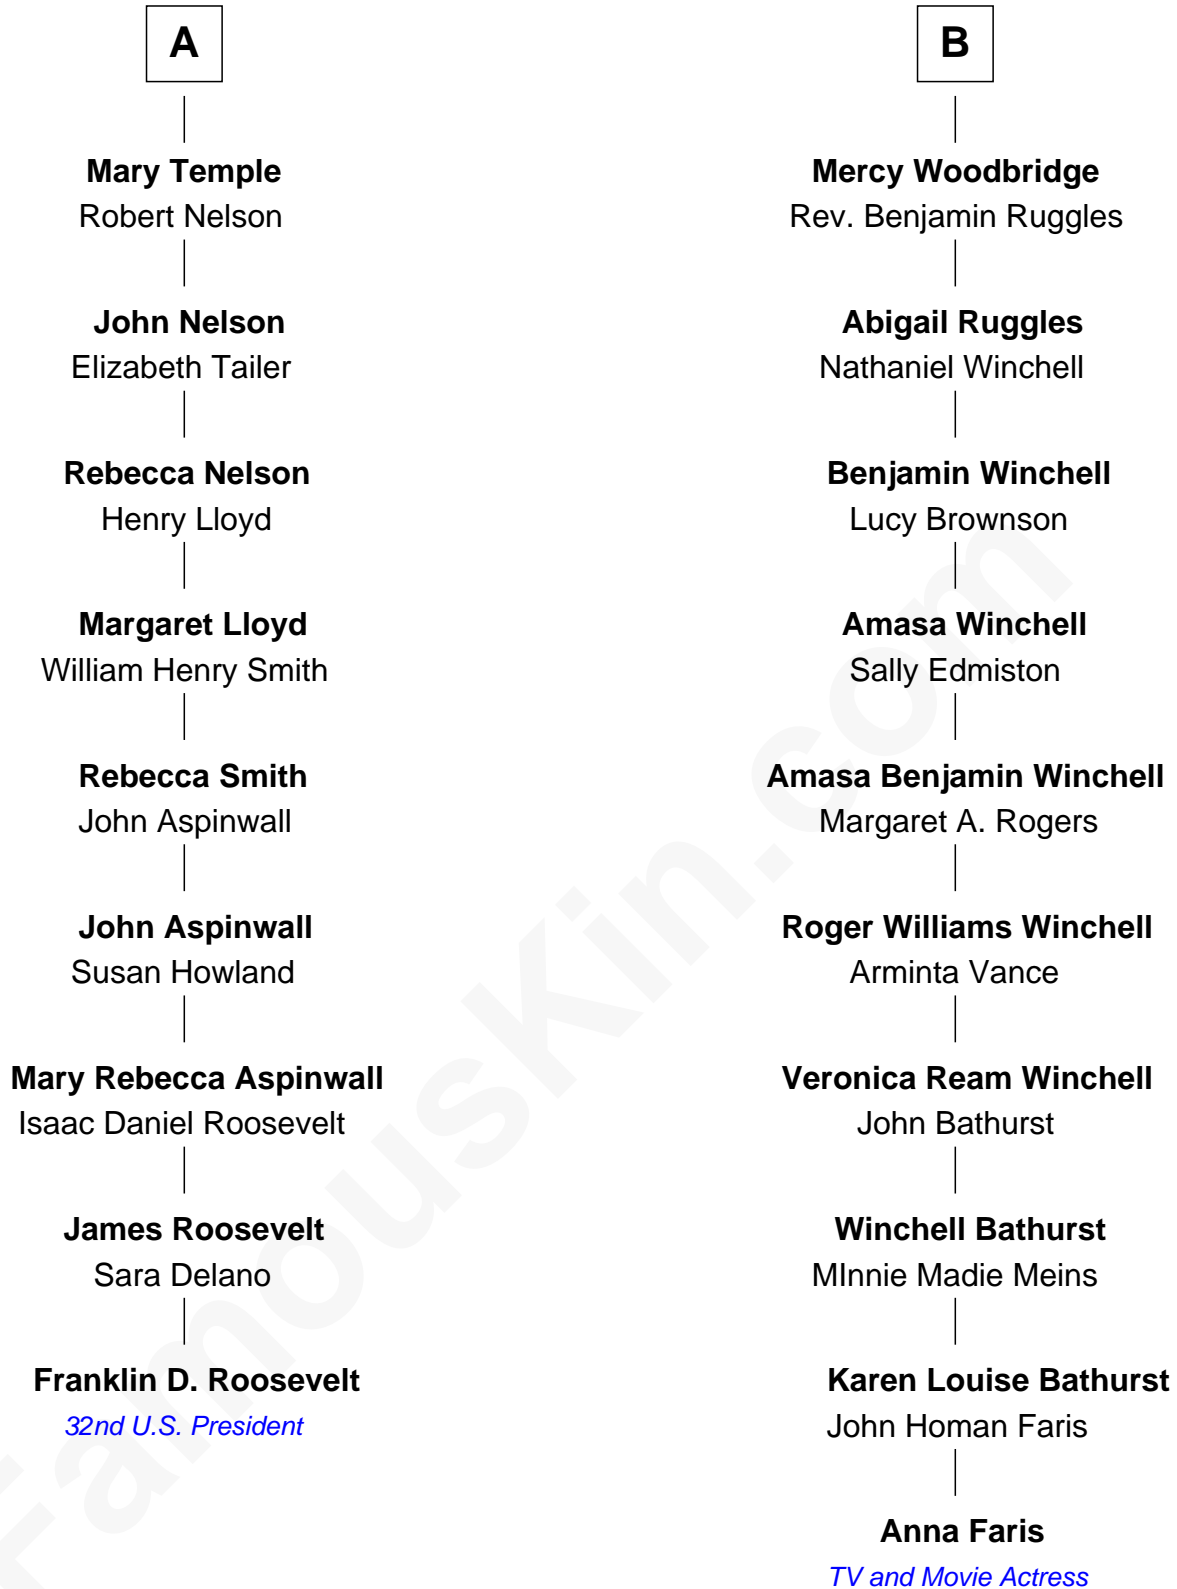 A
Mary Temple
Robert Nelson
John Nelson
Elizabeth Tailer
Rebecca Nelson
Henry Lloyd
Margaret Lloyd
William Henry Smith
Rebecca Smith
John Aspinwall
John Aspinwall
Susan Howland
Mary Rebecca Aspinwall
Isaac Daniel Roosevelt
James Roosevelt
Sara Delano
Franklin D. Roosevelt
32nd U.S. President
B
Mercy Woodbridge
Rev. Benjamin Ruggles
Abigail Ruggles
Nathaniel Winchell
Benjamin Winchell
Lucy Brownson
Amasa Winchell
Sally Edmiston
Amasa Benjamin Winchell
Margaret A. Rogers
Roger Williams Winchell
Arminta Vance
Veronica Ream Winchell
John Bathurst
Winchell Bathurst
MInnie Madie Meins
Karen Louise Bathurst
John Homan Faris
Anna Faris
TV and Movie Actress
FamousKin.com